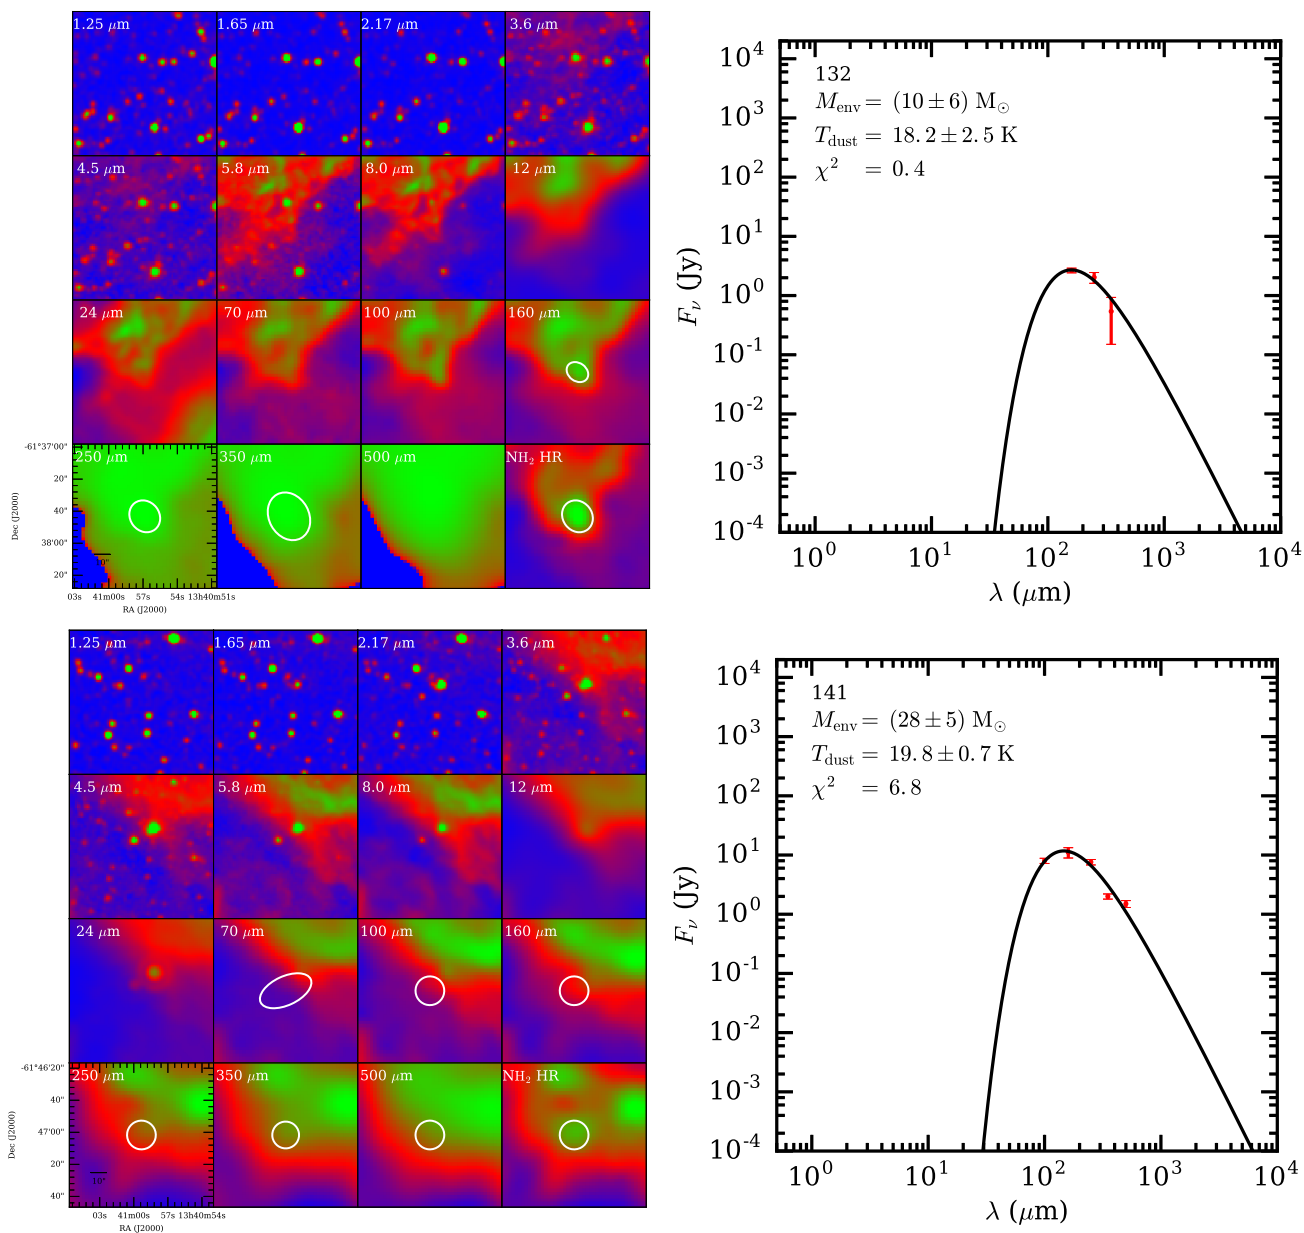 1.25 μm 1.65 μm 2.17 μm 3.6 μm
4.5 μm 5.8 μm 8.0 μm 12 μm
24 μm 70 μm 100 μm 160 μm
250 μm 350 μm 500 μm NH₂ HR
-61°37'00"
20"
40"
38'00"
20"
Dec (J2000)
03s 41m00s 57s 54s 13h40m51s
RA (J2000)
132
M_env = (10 ± 6) M_⊙
T_dust = 18.2 ± 2.5 K
χ² = 0.4
10⁴
10³
10²
10¹
10⁰
10⁻¹
10⁻²
10⁻³
10⁻⁴
F_ν (Jy)
10⁰ 10¹ 10² 10³ 10⁴
λ (μm)
1.25 μm 1.65 μm 2.17 μm 3.6 μm
4.5 μm 5.8 μm 8.0 μm 12 μm
24 μm 70 μm 100 μm 160 μm
250 μm 350 μm 500 μm NH₂ HR
-61°46'20"
40"
47'00"
20"
40"
10"
Dec (J2000)
03s 41m00s 57s 13h40m54s
RA (J2000)
141
M_env = (28 ± 5) M_⊙
T_dust = 19.8 ± 0.7 K
χ² = 6.8
10⁴
10³
10²
10¹
10⁰
10⁻¹
10⁻²
10⁻³
10⁻⁴
F_ν (Jy)
10⁰ 10¹ 10² 10³ 10⁴
λ (μm)